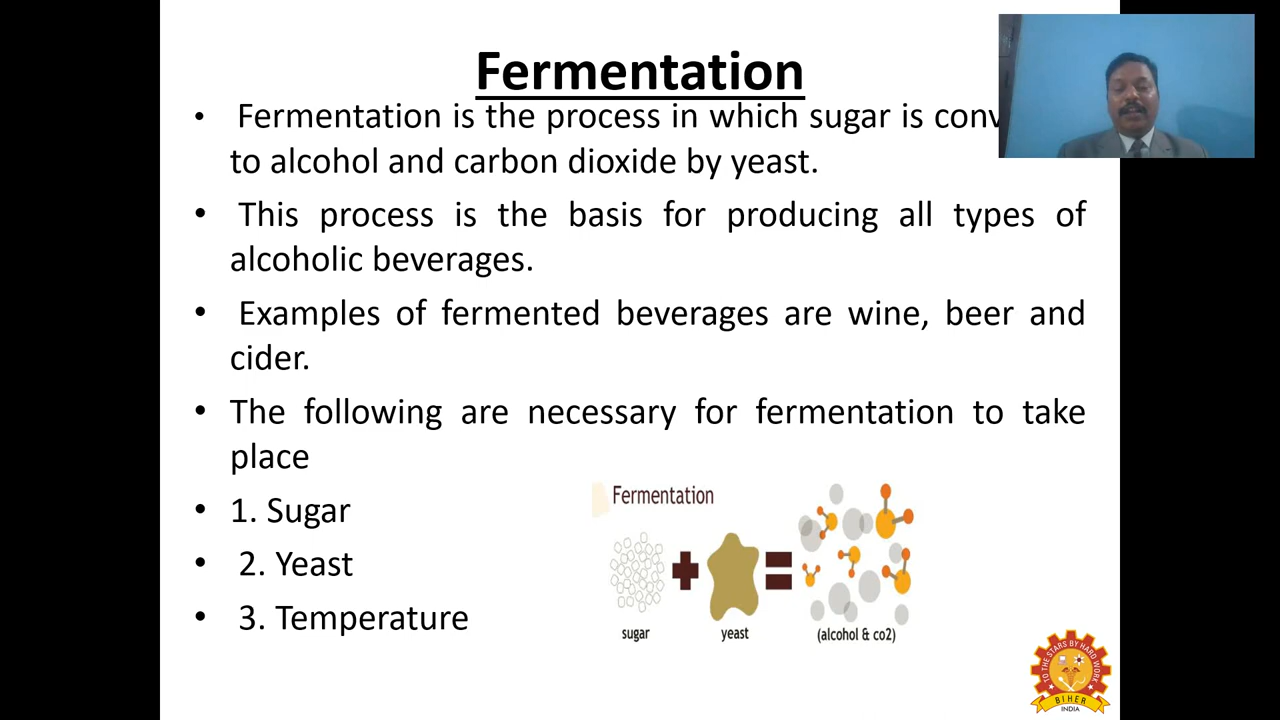 Fermentation
• Fermentation is the process in which sugar is
to alcohol and carbon dioxide by yeast.
• This process is the basis for producing all types of
alcoholic beverages.
• Examples of fermented beverages are wine, beer and
cider.
• The following are necessary for fermentation to take
place
• 1. Sugar
• 2. Yeast
• 3. Temperature
Fermentation
sugar
yeast
(alcohol & co2)
TO THE STARS BY HARD WORK
BIHER
INDIA